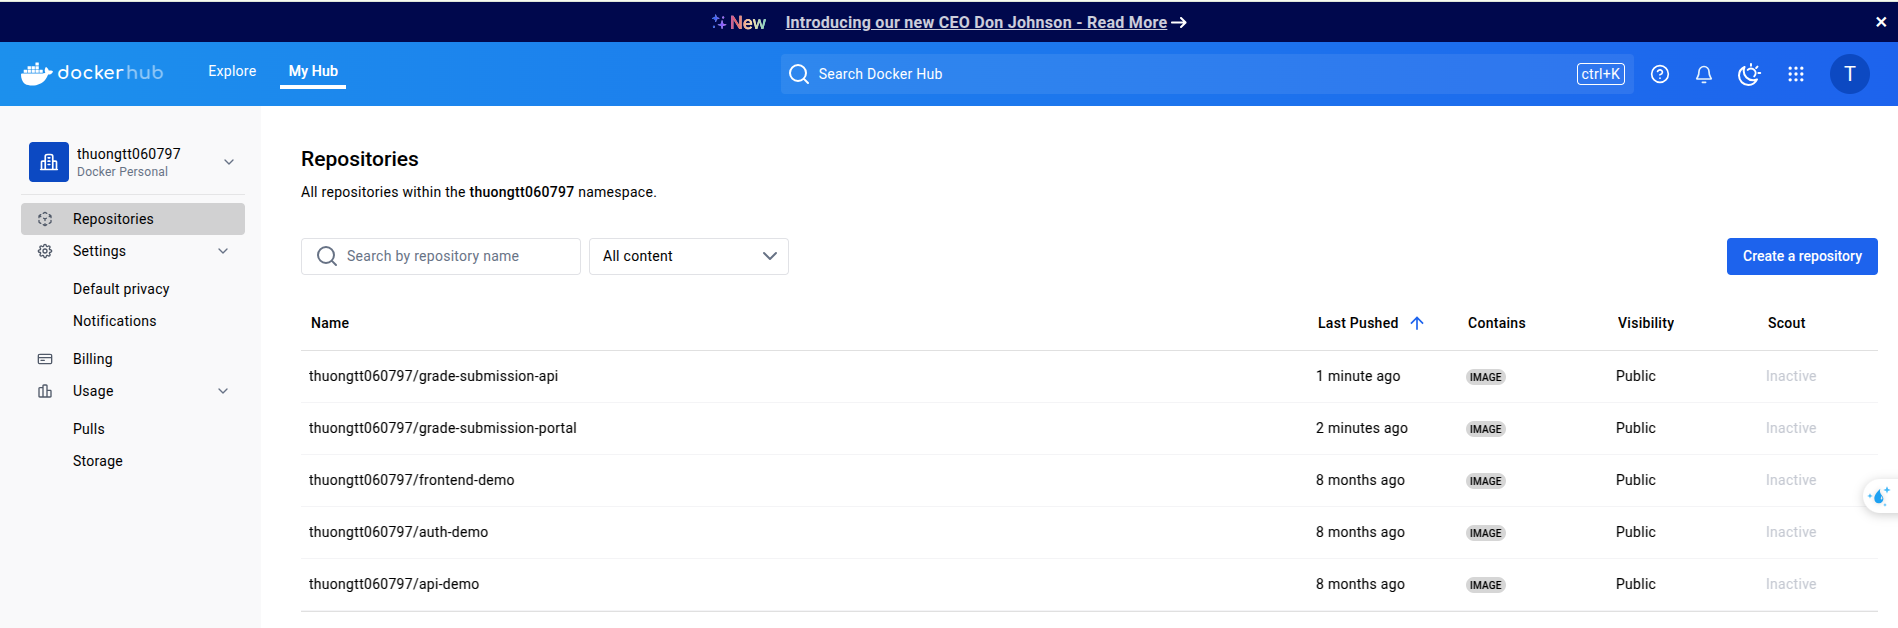 New Introducing our new CEO Don Johnson - Read More
dockerhub Explore My Hub Search Docker Hub ctrl+K T
thuongtt060797
Docker Personal
Repositories
Settings
Default privacy
Notifications
Billing
Usage
Pulls
Storage
Repositories
All repositories within the thuongtt060797 namespace.
Search by repository name All content Create a repository
Name Last Pushed Contains Visibility Scout
thuongtt060797/grade-submission-api 1 minute ago IMAGE Public Inactive
thuongtt060797/grade-submission-portal 2 minutes ago IMAGE Public Inactive
thuongtt060797/frontend-demo 8 months ago IMAGE Public Inactive
thuongtt060797/auth-demo 8 months ago IMAGE Public Inactive
thuongtt060797/api-demo 8 months ago IMAGE Public Inactive